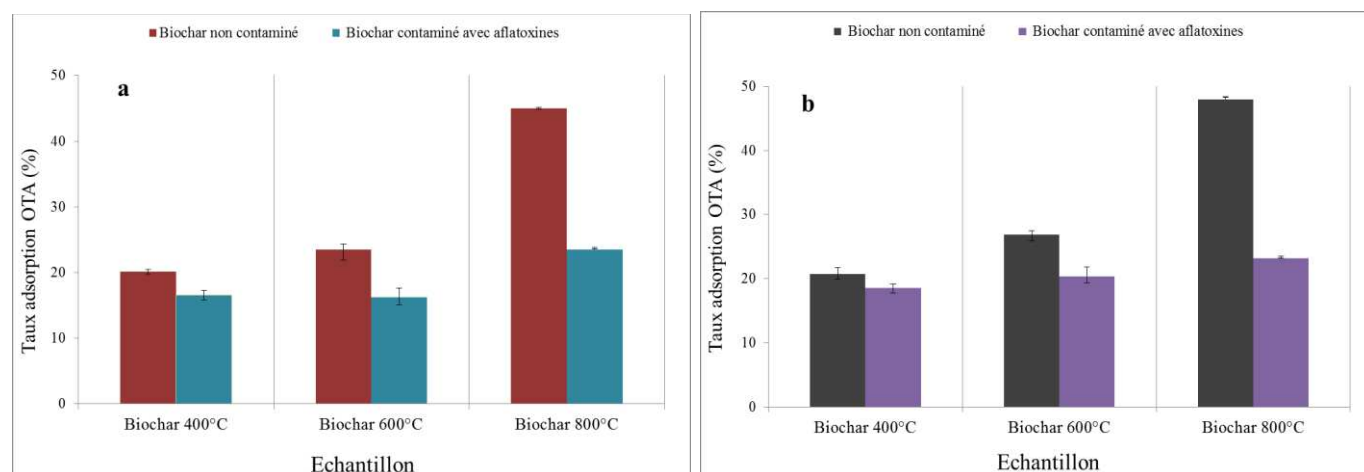 Biochar non contaminé Biochar contaminé avec aflatoxines
a
50
40
30
20
10
0
Taux adsorption OTA (%)
Biochar 400°C Biochar 600°C Biochar 800°C
Echantillon
Biochar non contaminé Biochar contaminé avec aflatoxines
b
50
40
30
20
10
0
Taux adsorption OTA (%)
Biochar 400°C Biochar 600°C Biochar 800°C
Echantillon